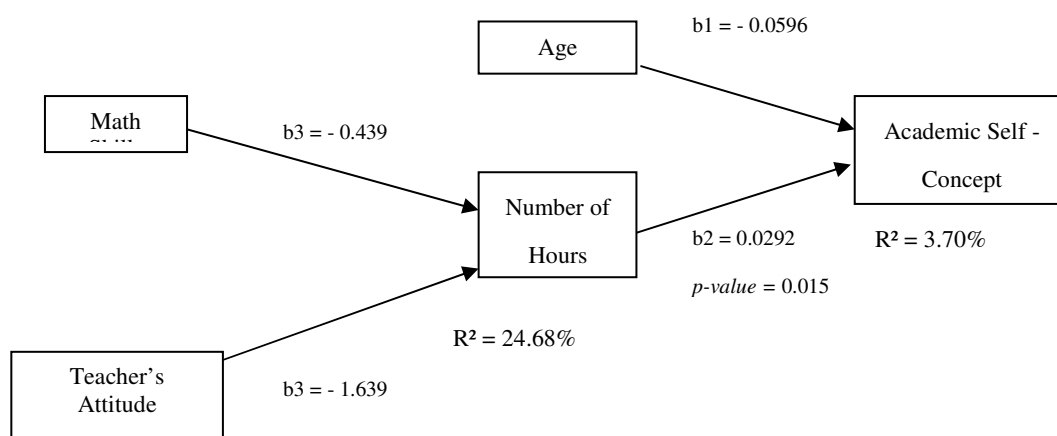 b1 = - 0.0596
Age
Math
b3 = - 0.439
Academic Self -
Concept
Number of
Hours
b2 = 0.0292
R² = 3.70%
p-value = 0.015
R² = 24.68%
Teacher's
Attitude
b3 = - 1.639